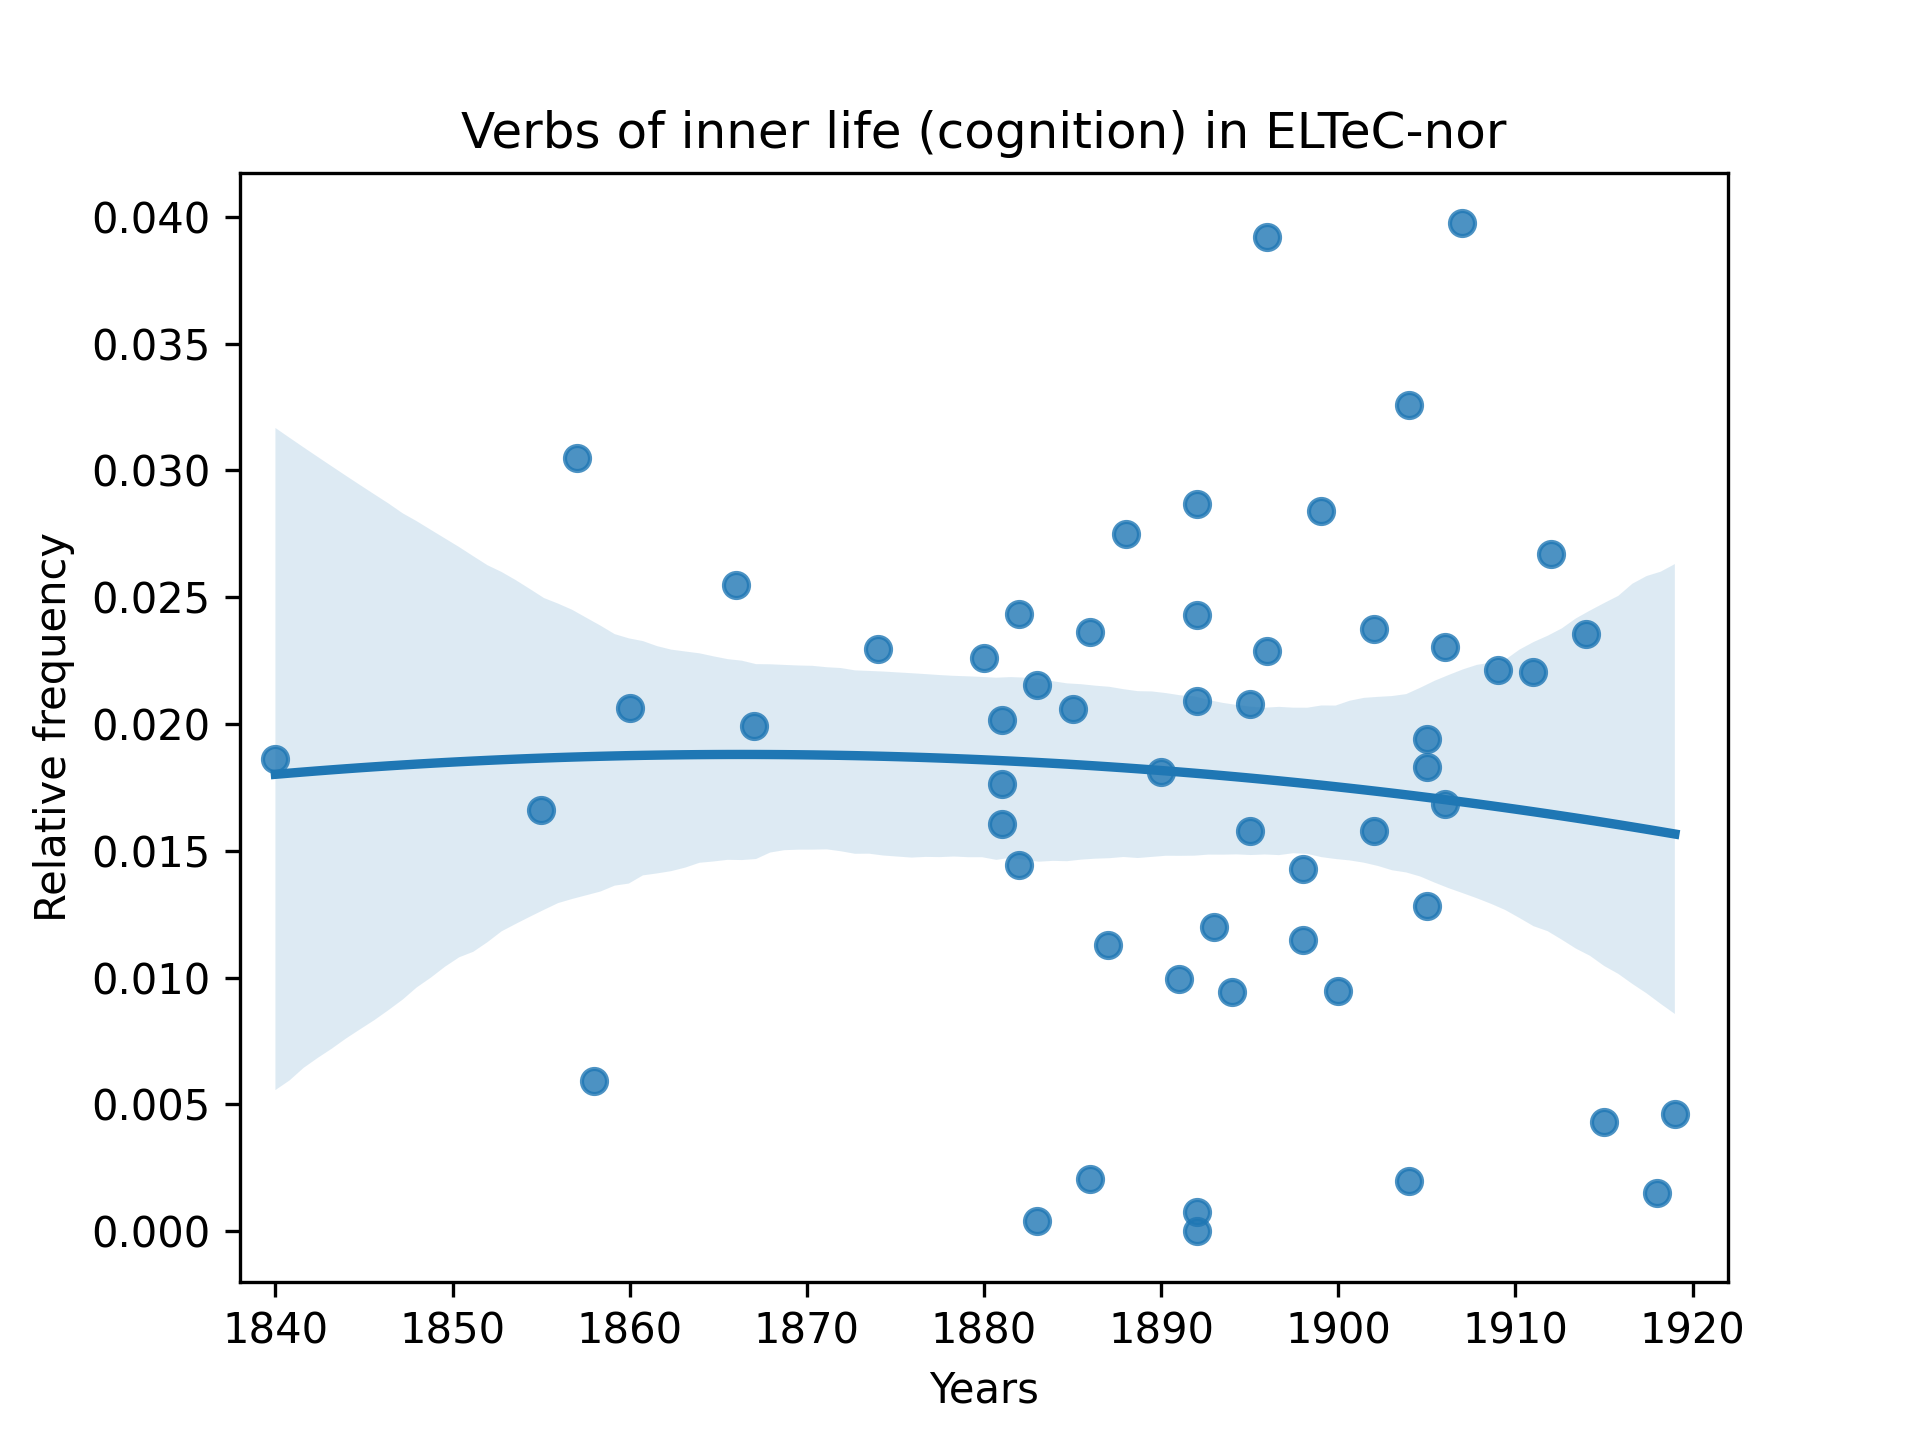 Verbs of inner life (cognition) in ELTeC-nor
0.040
0.035
0.030
0.025
0.020
0.015
0.010
0.005
0.000
Relative frequency
1840 1850 1860 1870 1880 1890 1900 1910 1920
Years